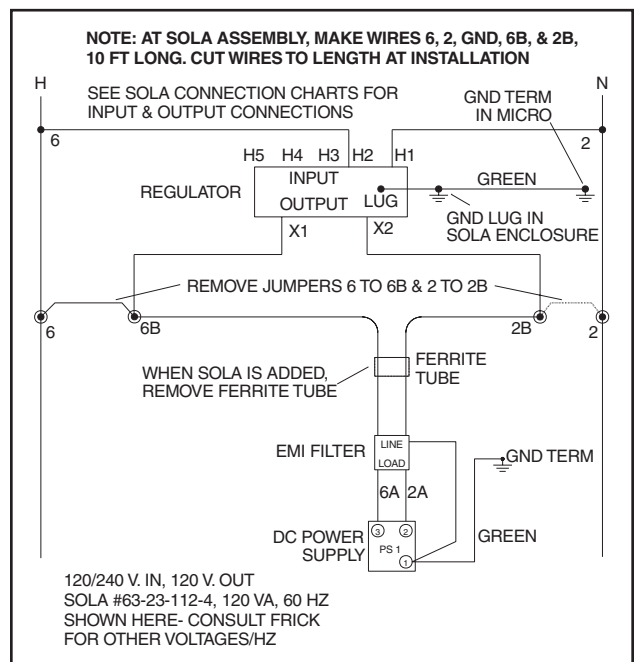 NOTE: AT SOLA ASSEMBLY, MAKE WIRES 6, 2, GND, 6B, & 2B,
10 FT LONG. CUT WIRES TO LENGTH AT INSTALLATION
H
N
SEE SOLA CONNECTION CHARTS FOR
INPUT & OUTPUT CONNECTIONS
GND TERM
IN MICRO
6
2
H5 H4 H3 H2 H1
REGULATOR
INPUT
OUTPUT
LUG
GREEN
GND LUG IN
SOLA ENCLOSURE
X1
X2
REMOVE JUMPERS 6 TO 6B & 2 TO 2B
6
6B
2B
2
WHEN SOLA IS ADDED,
REMOVE FERRITE TUBE
FERRITE
TUBE
EMI FILTER
LINE
LOAD
GND TERM
6A
2A
DC POWER
SUPPLY
3
2
PS 1
1
GREEN
120/240 V. IN, 120 V. OUT
SOLA #63-23-112-4, 120 VA, 60 HZ
SHOWN HERE- CONSULT FRICK
FOR OTHER VOLTAGES/HZ